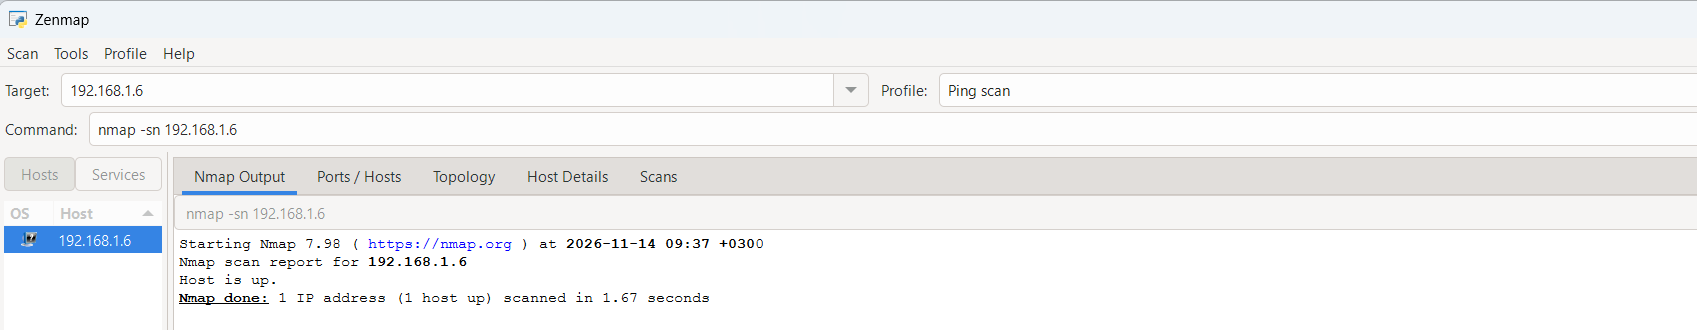 Zenmap
Scan Tools Profile Help
Target: 192.168.1.6 Profile: Ping scan
Command: nmap -sn 192.168.1.6
Hosts Services
Nmap Output Ports / Hosts Topology Host Details Scans
OS Host
192.168.1.6
nmap -sn 192.168.1.6
Starting Nmap 7.98 ( https://nmap.org ) at 2026-11-14 09:37 +0300
Nmap scan report for 192.168.1.6
Host is up.
Nmap done: 1 IP address (1 host up) scanned in 1.67 seconds